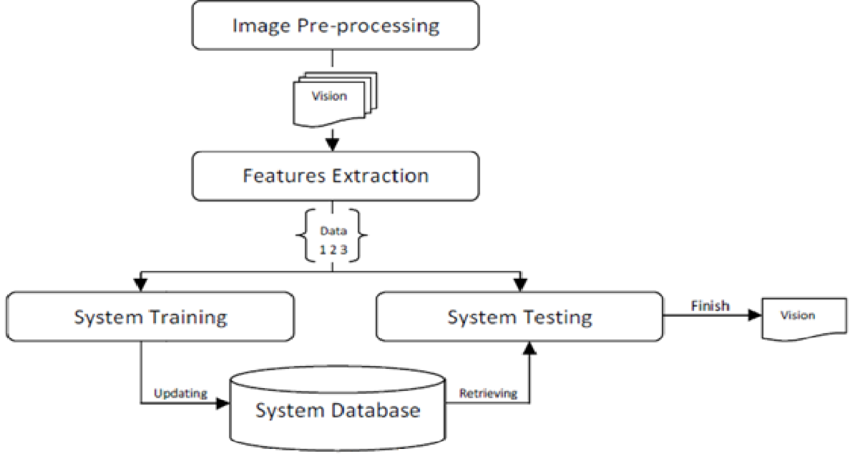 Image Pre-processing
Vision
Features Extraction
Data
1 2 3
System Training
System Testing
Finish
Vision
Updating
System Database
Retrieving